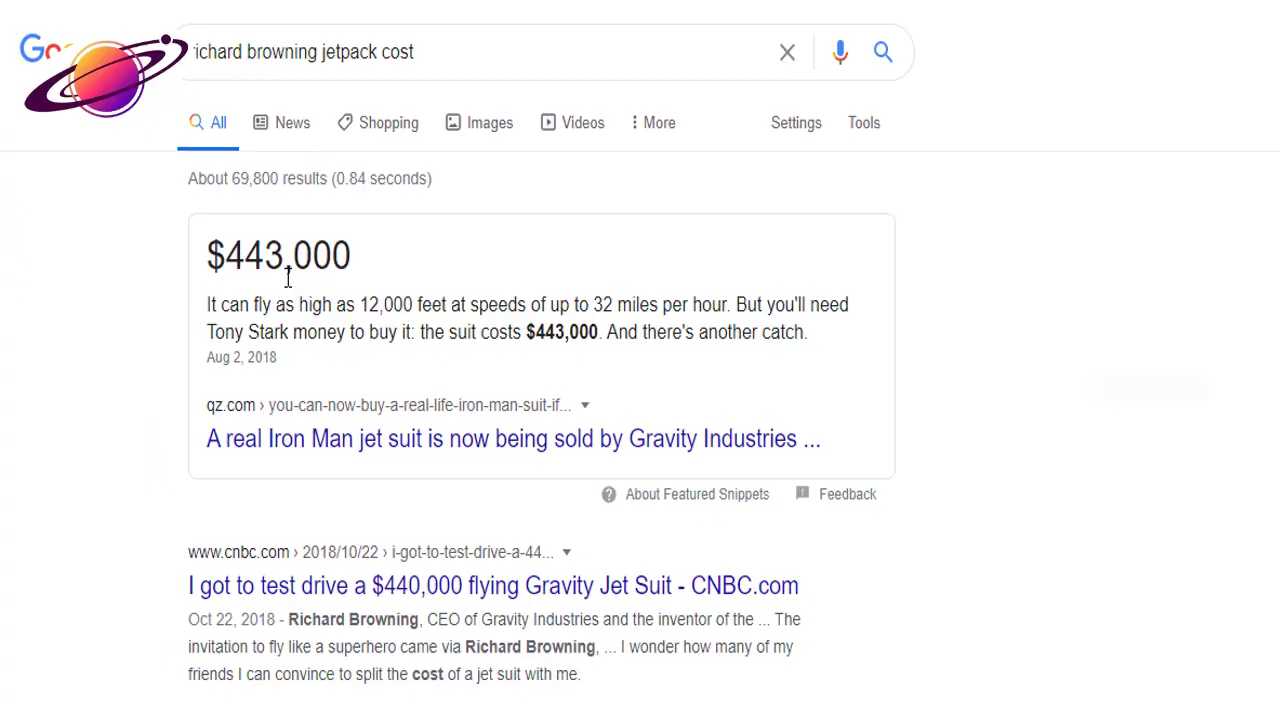 Go
richard browning jetpack cost
All News Shopping Images Videos More Settings Tools
About 69,800 results (0.84 seconds)
$443,000
It can fly as high as 12,000 feet at speeds of up to 32 miles per hour. But you'll need
Tony Stark money to buy it: the suit costs $443,000. And there's another catch.
Aug 2, 2018
qz.com › you-can-now-buy-a-real-life-iron-man-suit-if...
A real Iron Man jet suit is now being sold by Gravity Industries ...
About Featured Snippets Feedback
www.cnbc.com › 2018/10/22 › i-got-to-test-drive-a-44...
I got to test drive a $440,000 flying Gravity Jet Suit - CNBC.com
Oct 22, 2018 - Richard Browning, CEO of Gravity Industries and the inventor of the ... The
invitation to fly like a superhero came via Richard Browning, ... I wonder how many of my
friends I can convince to split the cost of a jet suit with me.